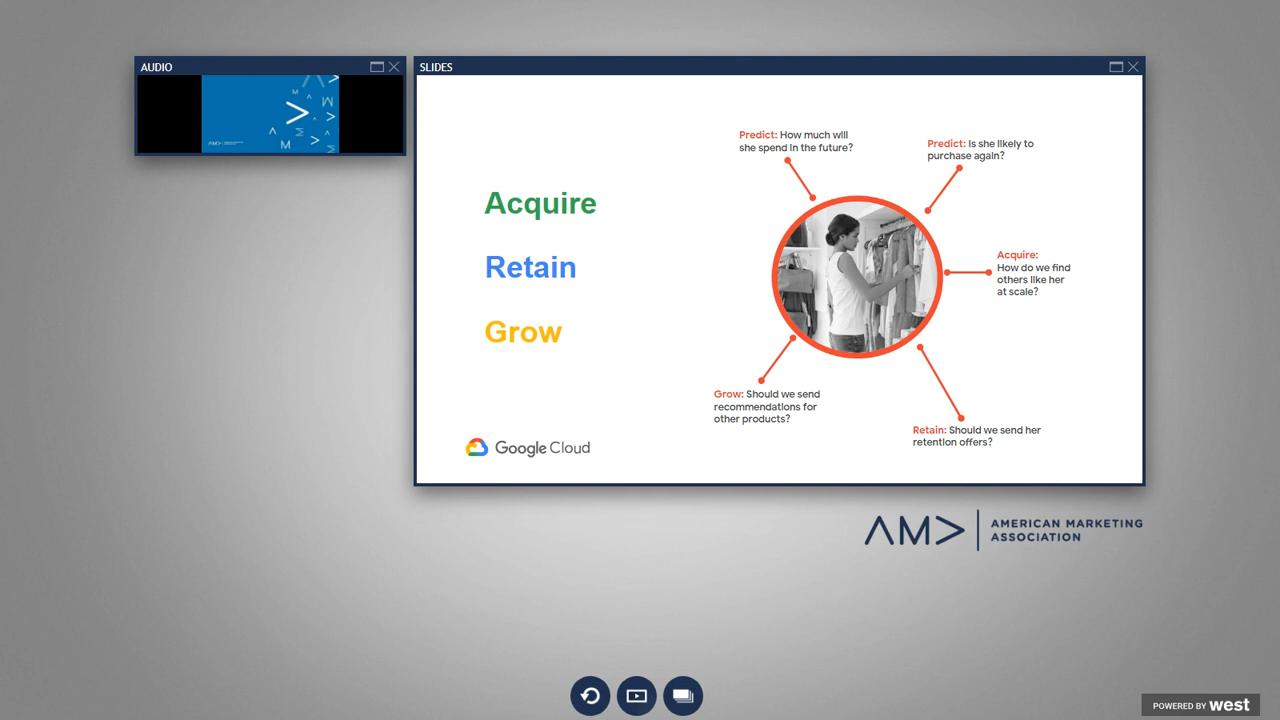 AUDIO
SLIDES
Predict: How much will
she spend in the future?
Predict: Is she likely to
purchase again?
Acquire
Retain
Grow
Acquire:
How do we find
others like her
at scale?
Grow: Should we send
recommendations for
other products?
Retain: Should we send her
retention offers?
Google Cloud
AMA
AMERICAN MARKETING
ASSOCIATION
POWERED BY west